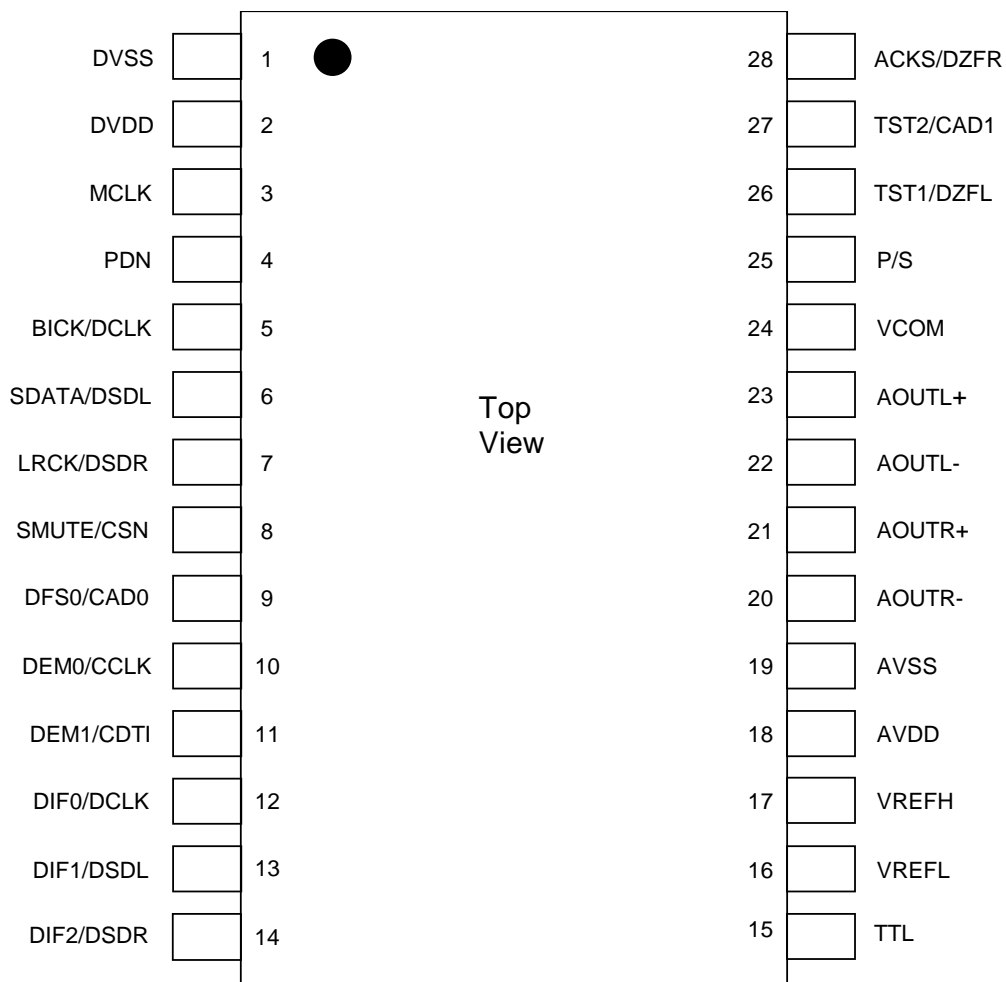 DVSS 1 28 ACKS/DZFR
DVDD 2 27 TST2/CAD1
MCLK 3 26 TST1/DZFL
PDN 4 25 P/S
BICK/DCLK 5 24 VCOM
SDATA/DSDL 6 23 AOUTL+
Top
View
LRCK/DSDR 7 22 AOUTL-
SMUTE/CSN 8 21 AOUTR+
DFS0/CAD0 9 20 AOUTR-
DEM0/CCLK 10 19 AVSS
DEM1/CDTI 11 18 AVDD
DIF0/DCLK 12 17 VREFH
DIF1/DSDL 13 16 VREFL
DIF2/DSDR 14 15 TTL